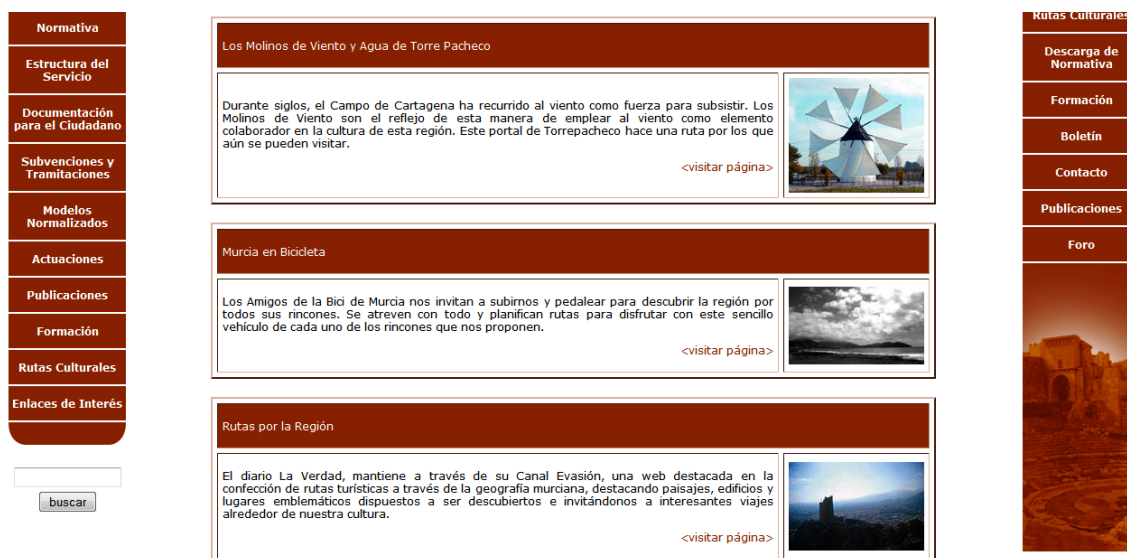 Normativa
Estructura del
Servicio
Documentación
para el Ciudadano
Subvenciones y
Tramitaciones
Modelos
Normalizados
Actuaciones
Publicaciones
Formación
Rutas Culturales
Enlaces de Interés
buscar
Los Molinos de Viento y Agua de Torre Pacheco
Durante siglos, el Campo de Cartagena ha recurrido al viento como fuerza para subsistir. Los
Molinos de Viento son el reflejo de esta manera de emplear al viento como elemento
colaborador en la cultura de esta región. Este portal de Torrepacheco hace una ruta por los que
aún se pueden visitar.
<visitar página>
Murcia en Bicicleta
Los Amigos de la Bici de Murcia nos invitan a subirnos y pedalear para descubrir la región por
todos sus rincones. Se atreven con todo y planifican rutas para disfrutar con este sencillo
vehículo de cada uno de los rincones que nos proponen.
<visitar página>
Rutas por la Región
El diario La Verdad, mantiene a través de su Canal Evasión, una web destacada en la
confección de rutas turísticas a través de la geografía murciana, destacando paisajes, edificios y
lugares emblemáticos dispuestos a ser descubiertos e invitándonos a interesantes viajes
alrededor de nuestra cultura.
<visitar página>
Rutas Culturales
Descarga de
Normativa
Formación
Boletín
Contacto
Publicaciones
Foro